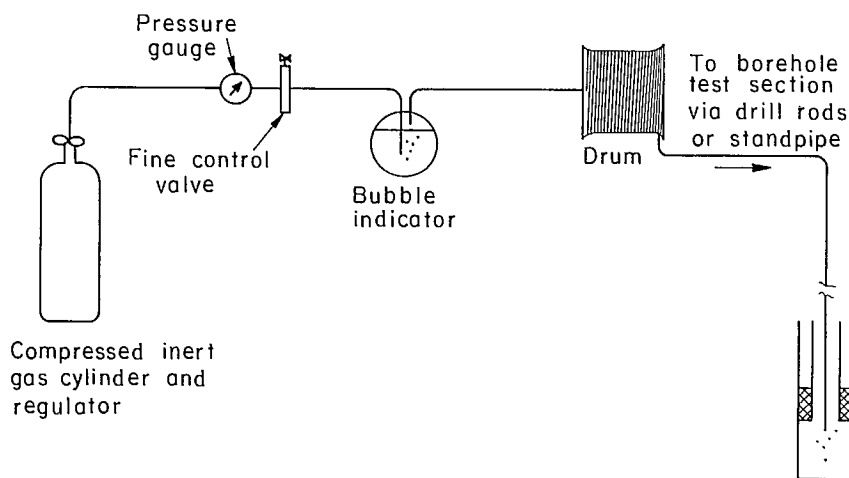 Pressure
gauge
To borehole
test section
via drill rods
or standpipe
Fine control
valve
Drum
Bubble
indicator
Compressed inert
gas cylinder and
regulator